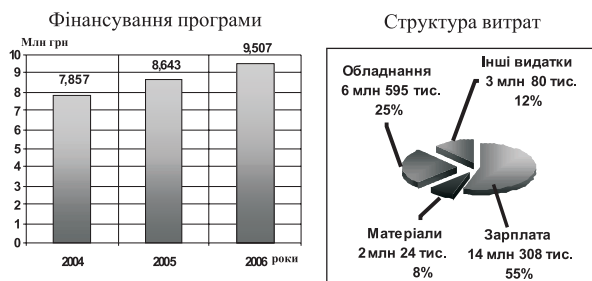 Фінансування програми
Млн грн
10
9
8
7
6
5
4
3
2
1
0
7,857
8,643
9,507
2004
2005
2006
роки
Структура витрат
Обладнання
6 млн 595 тис.
25%
Інші видатки
3 млн 80 тис.
12%
Матеріали
2 млн 24 тис.
8%
Зарплата
14 млн 308 тис.
55%